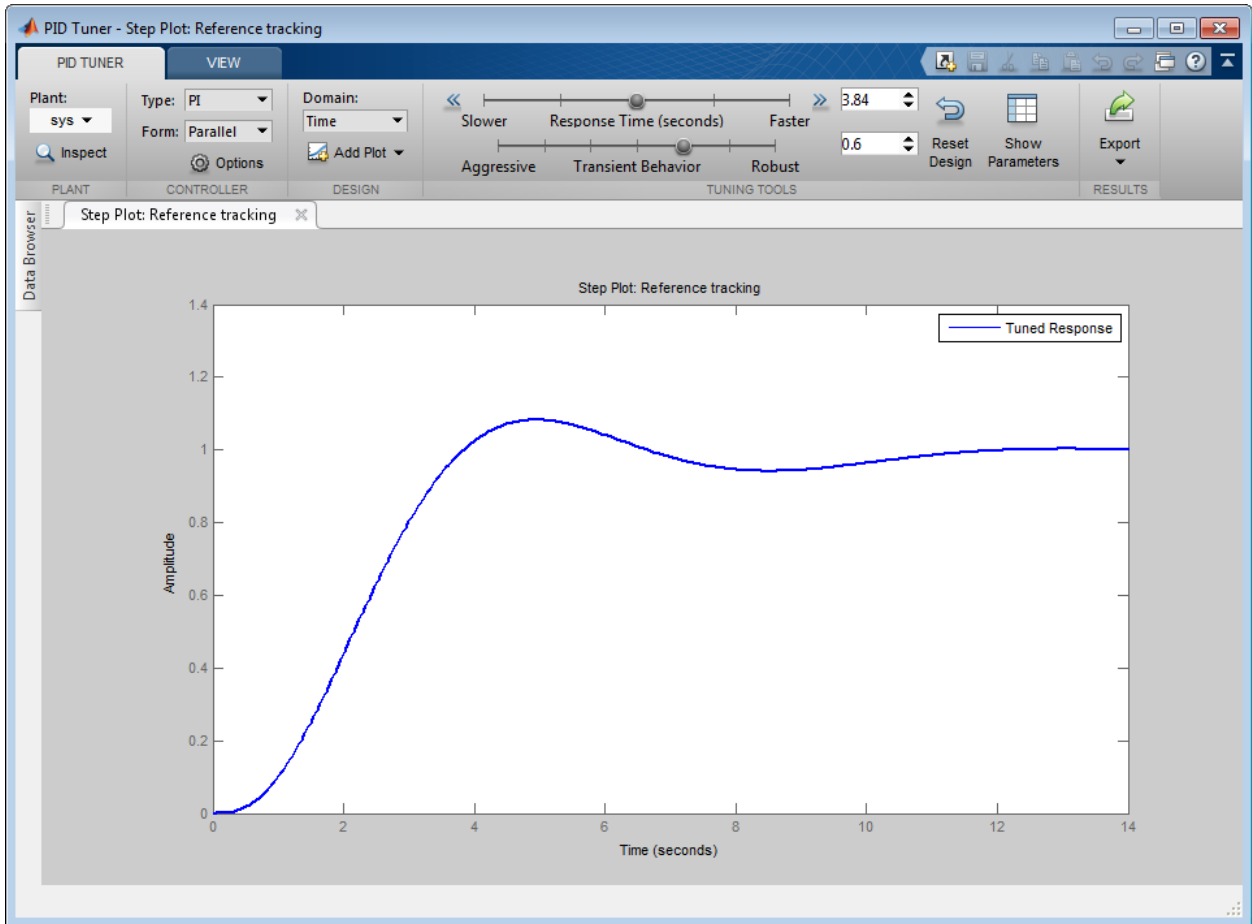 PID Tuner - Step Plot: Reference tracking
PID TUNER
VIEW
Plant:
sys
Inspect
PLANT
Type: PI
Form: Parallel
Options
CONTROLLER
Domain:
Time
Add Plot
DESIGN
Slower Response Time (seconds) Faster
3.84
Aggressive Transient Behavior Robust
0.6
Reset
Design
Show
Parameters
TUNING TOOLS
Export
RESULTS
Data Browser
Step Plot: Reference tracking
Step Plot: Reference tracking
Tuned Response
Amplitude
1.4
1.2
1
0.8
0.6
0.4
0.2
0
0 2 4 6 8 10 12 14
Time (seconds)